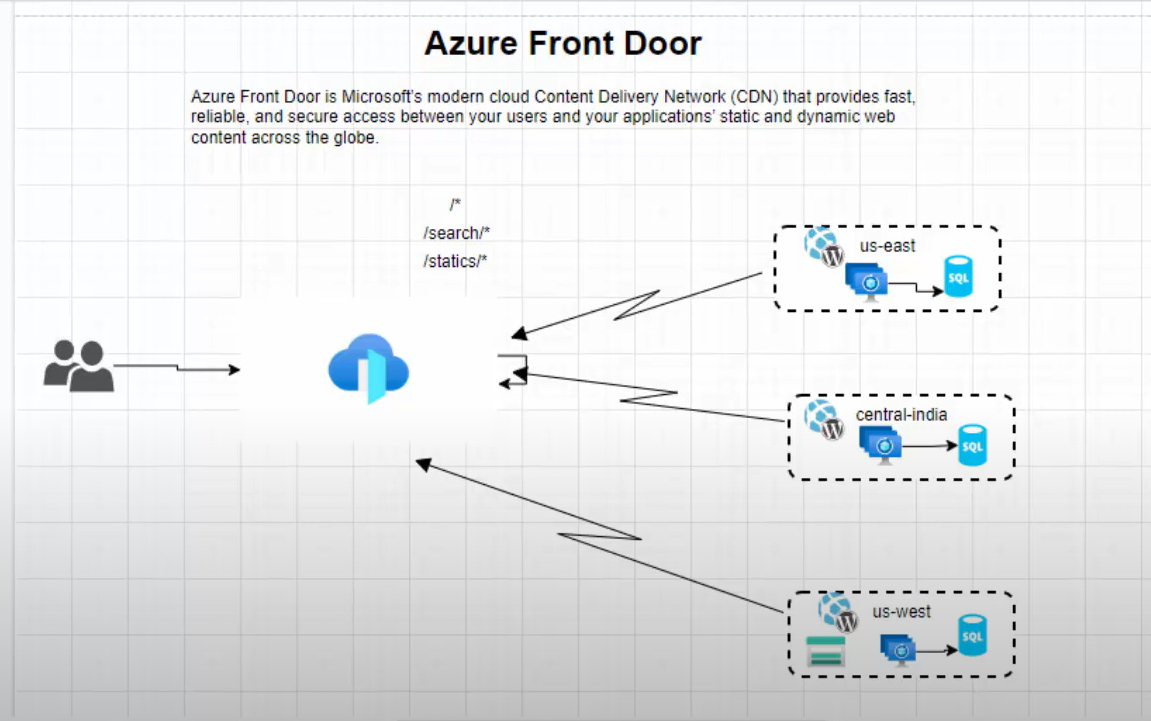 Azure Front Door
Azure Front Door is Microsoft's modern cloud Content Delivery Network (CDN) that provides fast,
reliable, and secure access between your users and your applications' static and dynamic web
content across the globe.
/*
/search/*
/statics/*
us-east
SQL
central-india
SQL
us-west
SQL